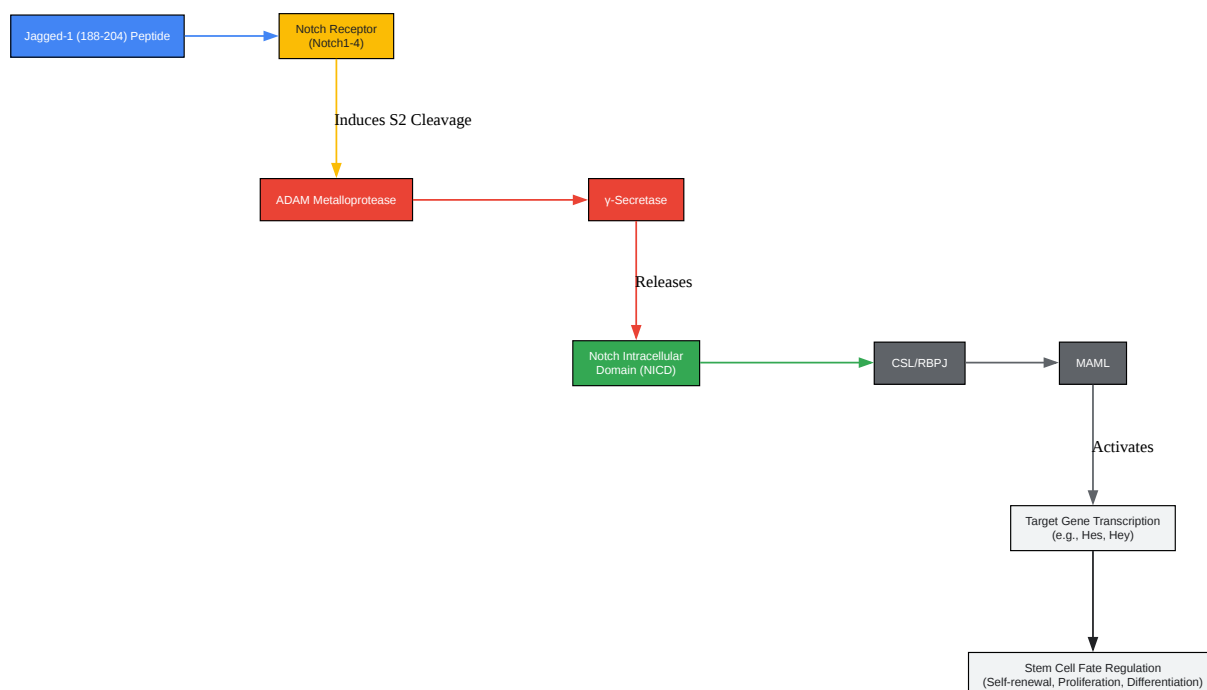 Jagged-1 (188-204) Peptide
Notch Receptor
(Notch1-4)
Induces S2 Cleavage
ADAM Metalloprotease
γ-Secretase
Releases
Notch Intracellular
Domain (NICD)
CSL/RBPJ
MAML
Activates
Target Gene Transcription
(e.g., Hes, Hey)
Stem Cell Fate Regulation
(Self-renewal, Proliferation, Differentiation)